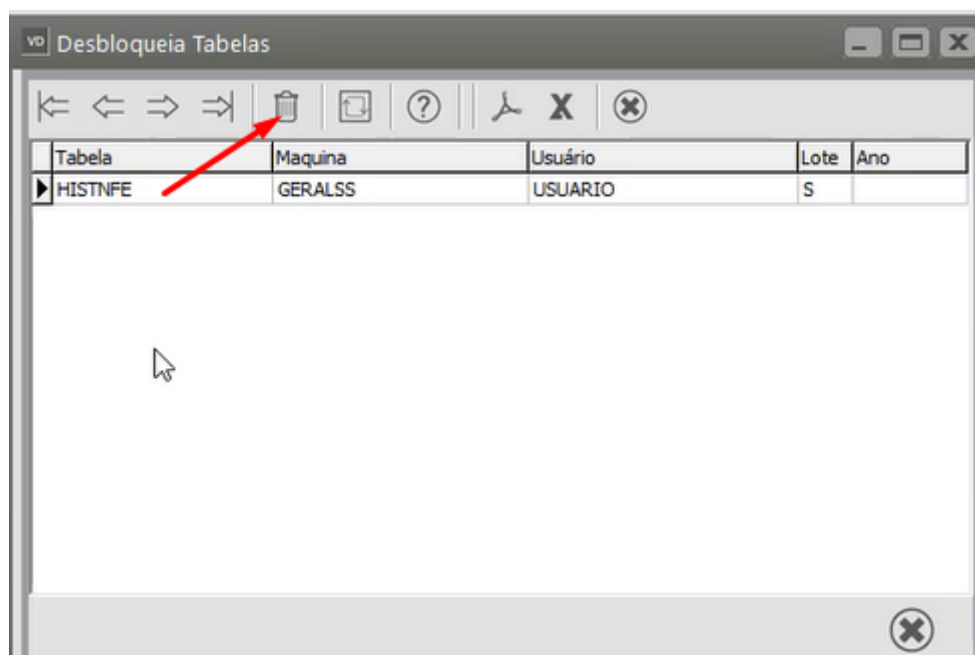 VD Desbloqueia Tabelas
Tabela Maquina Usuário Lote Ano
HISTNFE GERALSS USUARIO S